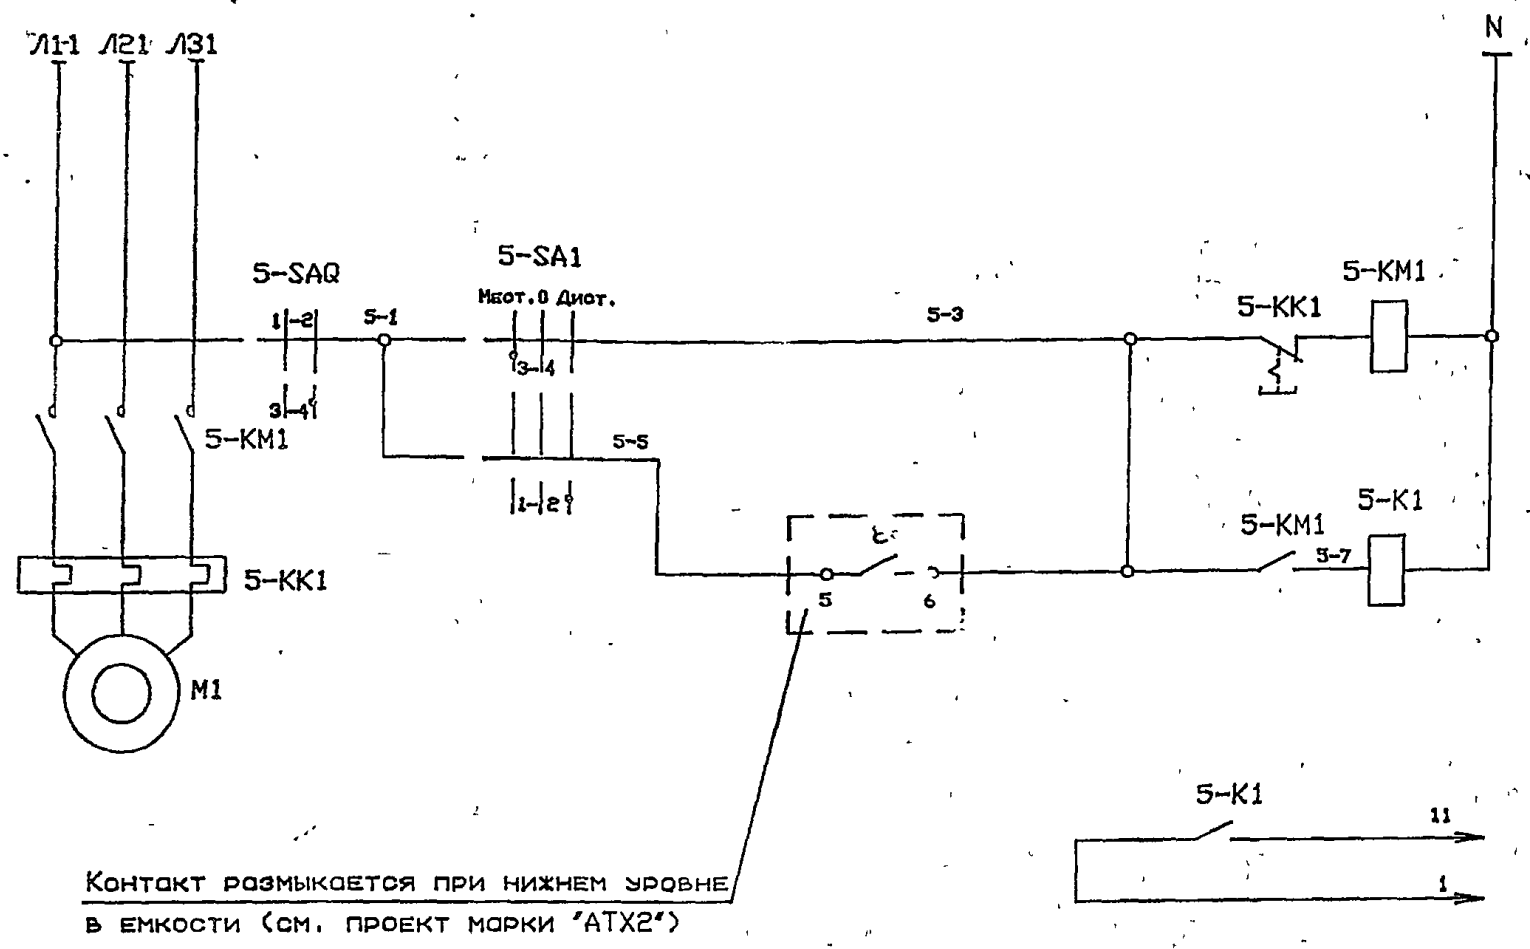 Л11 Л21 Л31
N
5-SAQ
5-SA1
Мест. 0 Дист.
1-2
5-1
3-4
3-4
5-3
5-KK1
5-KM1
5-KM1
5-5
1-2
5-KM1
5-K1
5-7
5
6
5-KK1
M1
5-K1
11
1
Контакт размыкается при нижнем уровне
в емкости (см. проект марки "АТХ2")